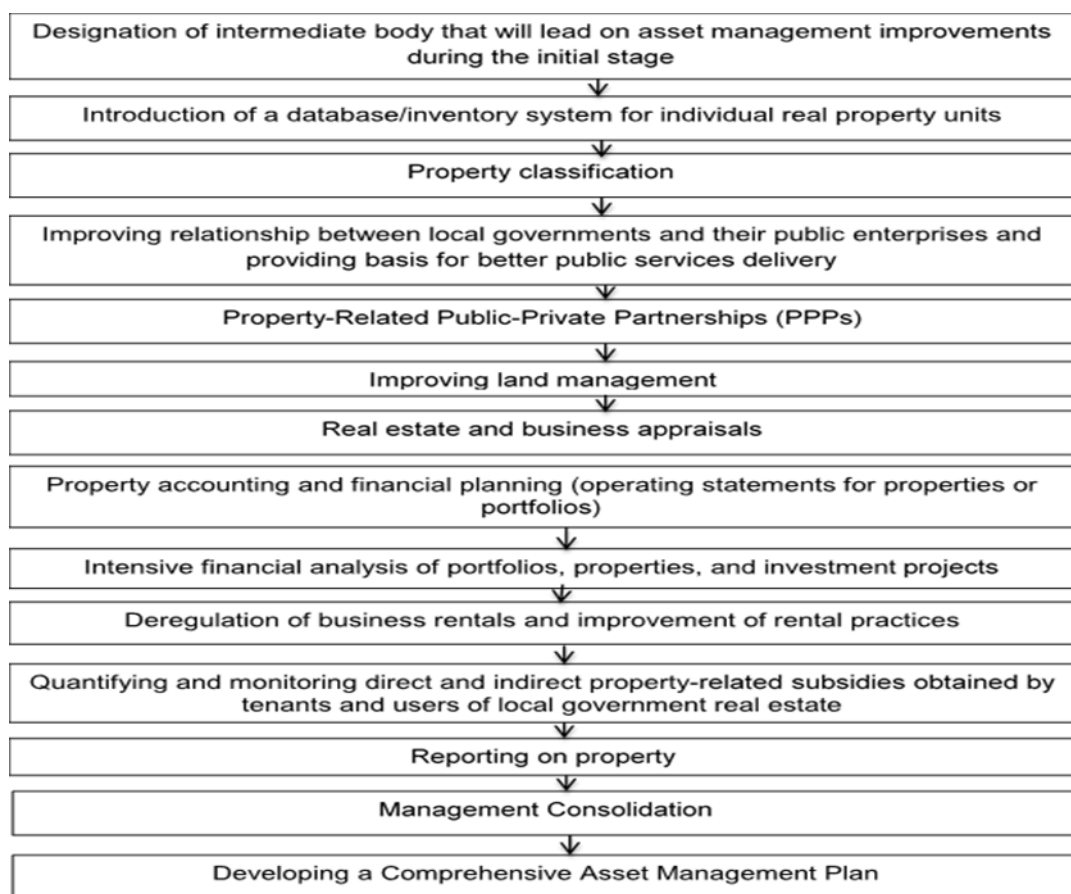 Designation of intermediate body that will lead on asset management improvements
during the initial stage
Introduction of a database/inventory system for individual real property units
Property classification
Improving relationship between local governments and their public enterprises and
providing basis for better public services delivery
Property-Related Public-Private Partnerships (PPPs)
Improving land management
Real estate and business appraisals
Property accounting and financial planning (operating statements for properties or
portfolios)
Intensive financial analysis of portfolios, properties, and investment projects
Deregulation of business rentals and improvement of rental practices
Quantifying and monitoring direct and indirect property-related subsidies obtained by
tenants and users of local government real estate
Reporting on property
Management Consolidation
Developing a Comprehensive Asset Management Plan